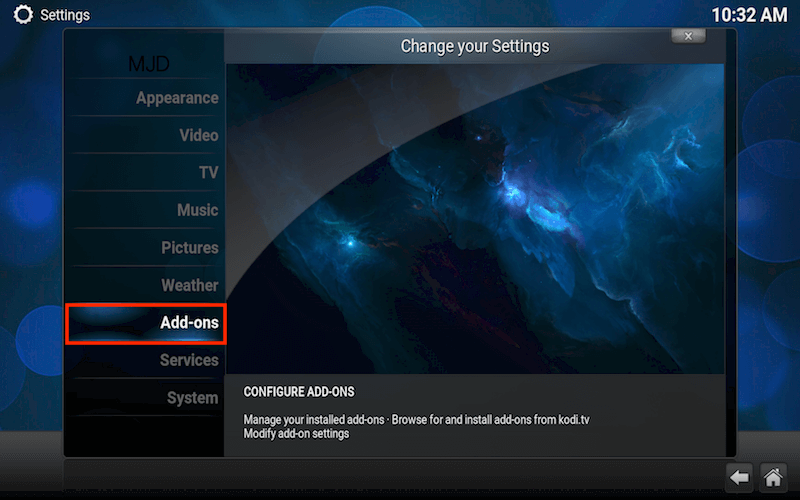 Settings
10:32 AM
Change your Settings
MJD
Appearance
Video
TV
Music
Pictures
Weather
Add-ons
Services
System
CONFIGURE ADD-ONS
Manage your installed add-ons · Browse for and install add-ons from kodi.tv
Modify add-on settings